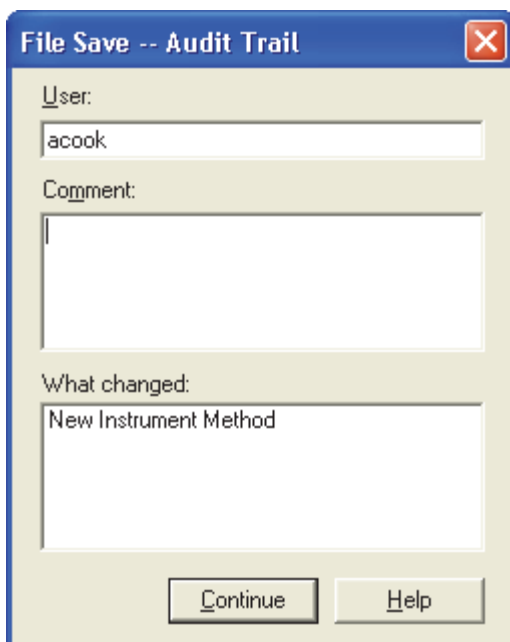 File Save -- Audit Trail
User:
acook
Comment:
What changed:
New Instrument Method
Continue
Help